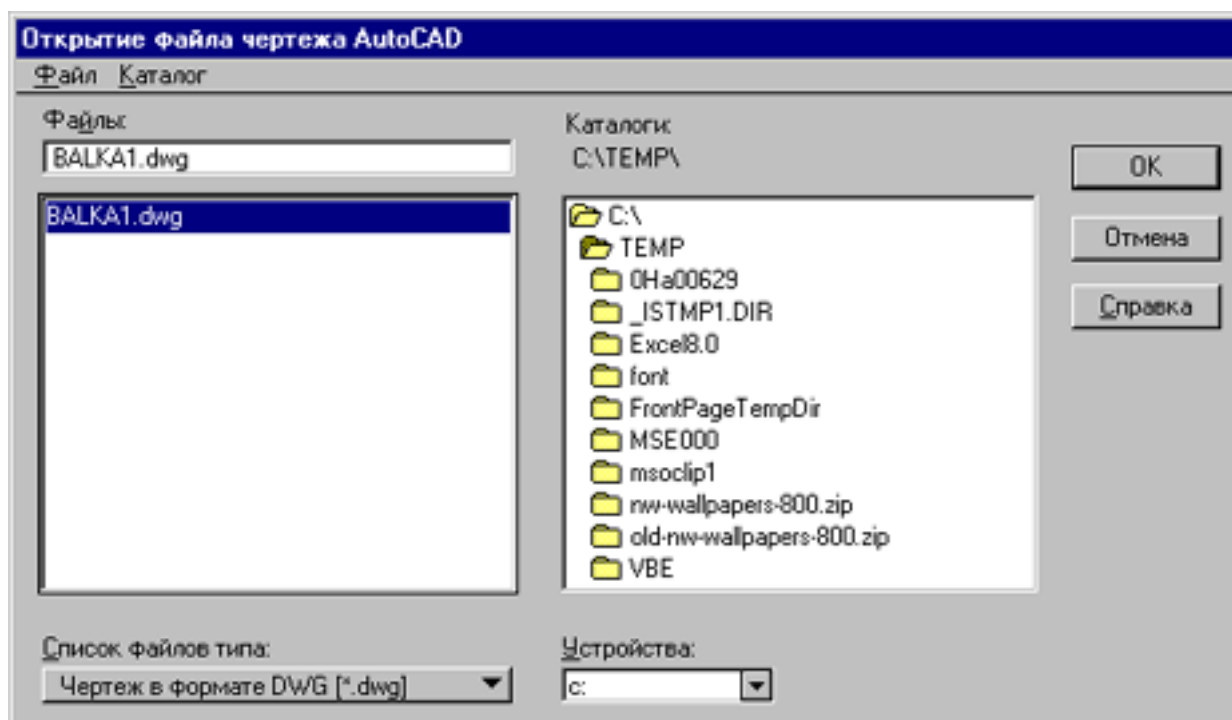 Открытие файла чертежа AutoCAD
Файл Каталог
Файлы:
BALKA1.dwg
BALKA1.dwg
Каталоги:
C:\TEMP\
C:\
TEMP
0Ha00629
_ISTMP1.DIR
Excel8.0
font
FrontPageTempDir
MSE000
msoclip1
nw-wallpapers-800.zip
old-nw-wallpapers-800.zip
VBE
OK
Отмена
Справка
Список файлов типа:
Чертеж в формате DWG [*.dwg]
Устройства:
c: